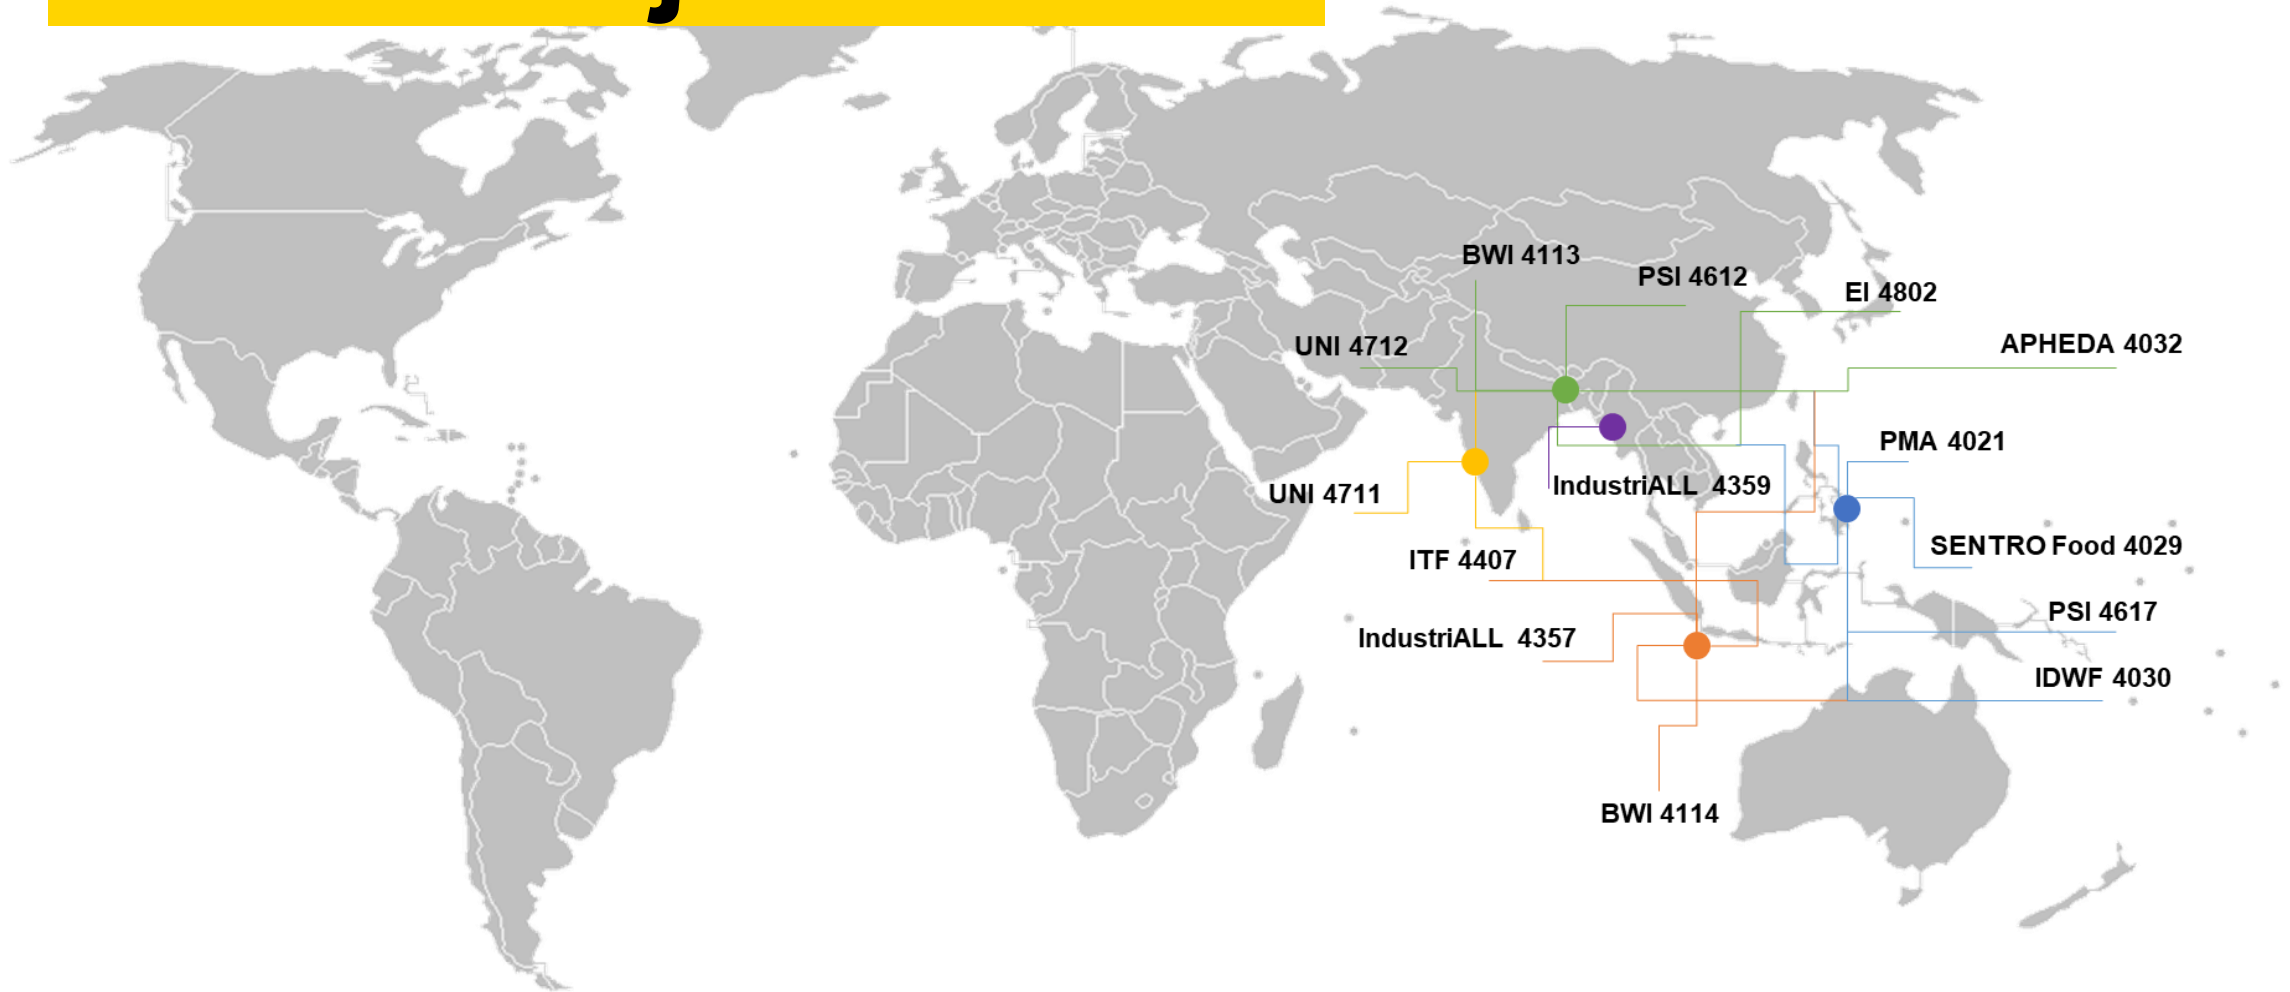 BWI 4113
PSI 4612
EI 4802
UNI 4712
APHEDA 4032
PMA 4021
IndustriALL 4359
UNI 4711
SENTRO Food 4029
ITF 4407
PSI 4617
IndustriALL 4357
IDWF 4030
BWI 4114